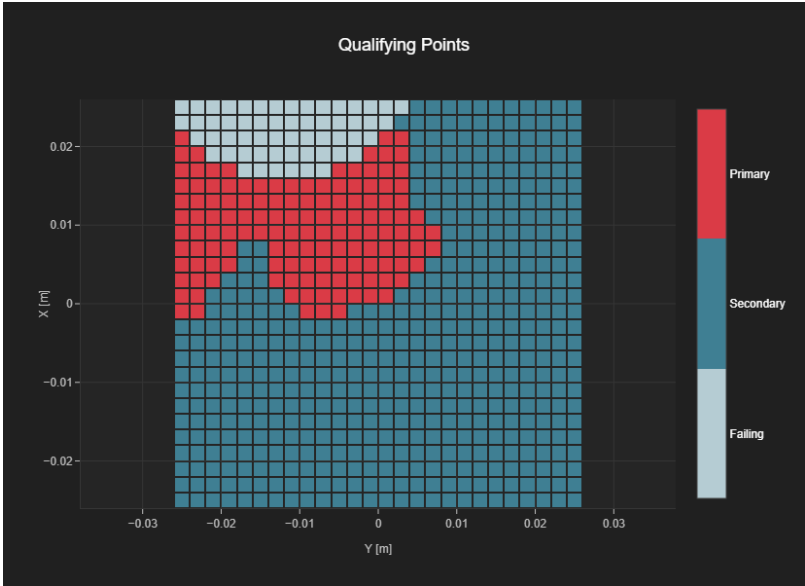 Qualifying Points
0.02
0.01
0
−0.01
−0.02
X [m]
−0.03
−0.02
−0.01
0
0.01
0.02
0.03
Y [m]
Primary
Secondary
Failing